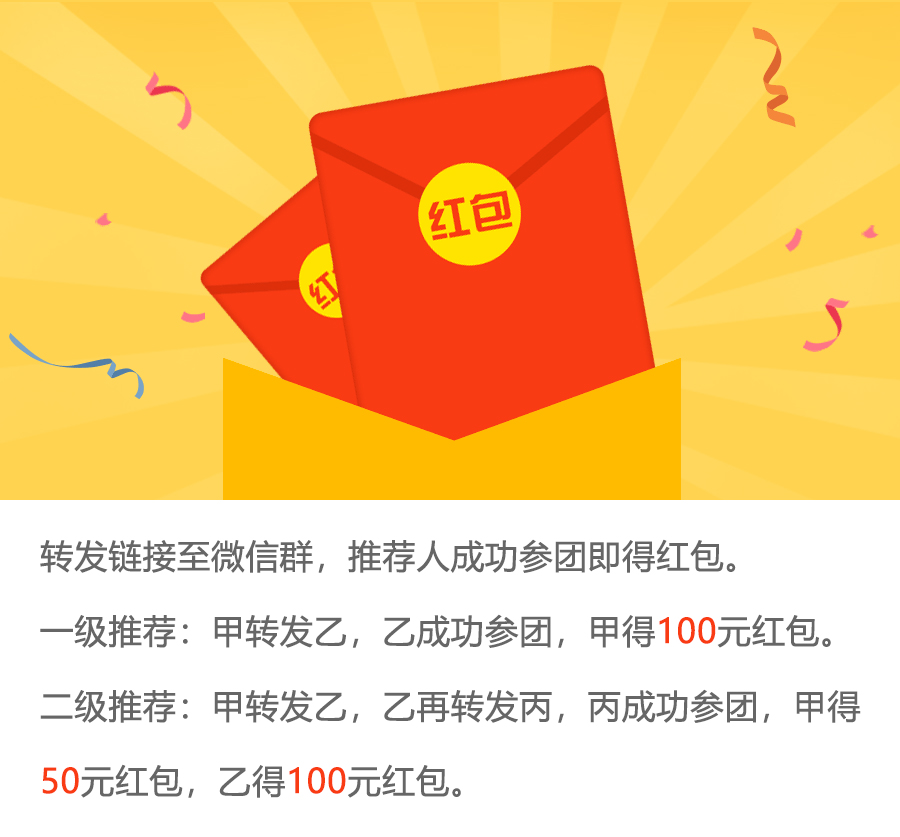 红包
红
转发链接至微信群，推荐人成功参团即得红包。
一级推荐：甲转发乙，乙成功参团，甲得100元红包。
二级推荐：甲转发乙，乙再转发丙，丙成功参团，甲得
50元红包，乙得100元红包。